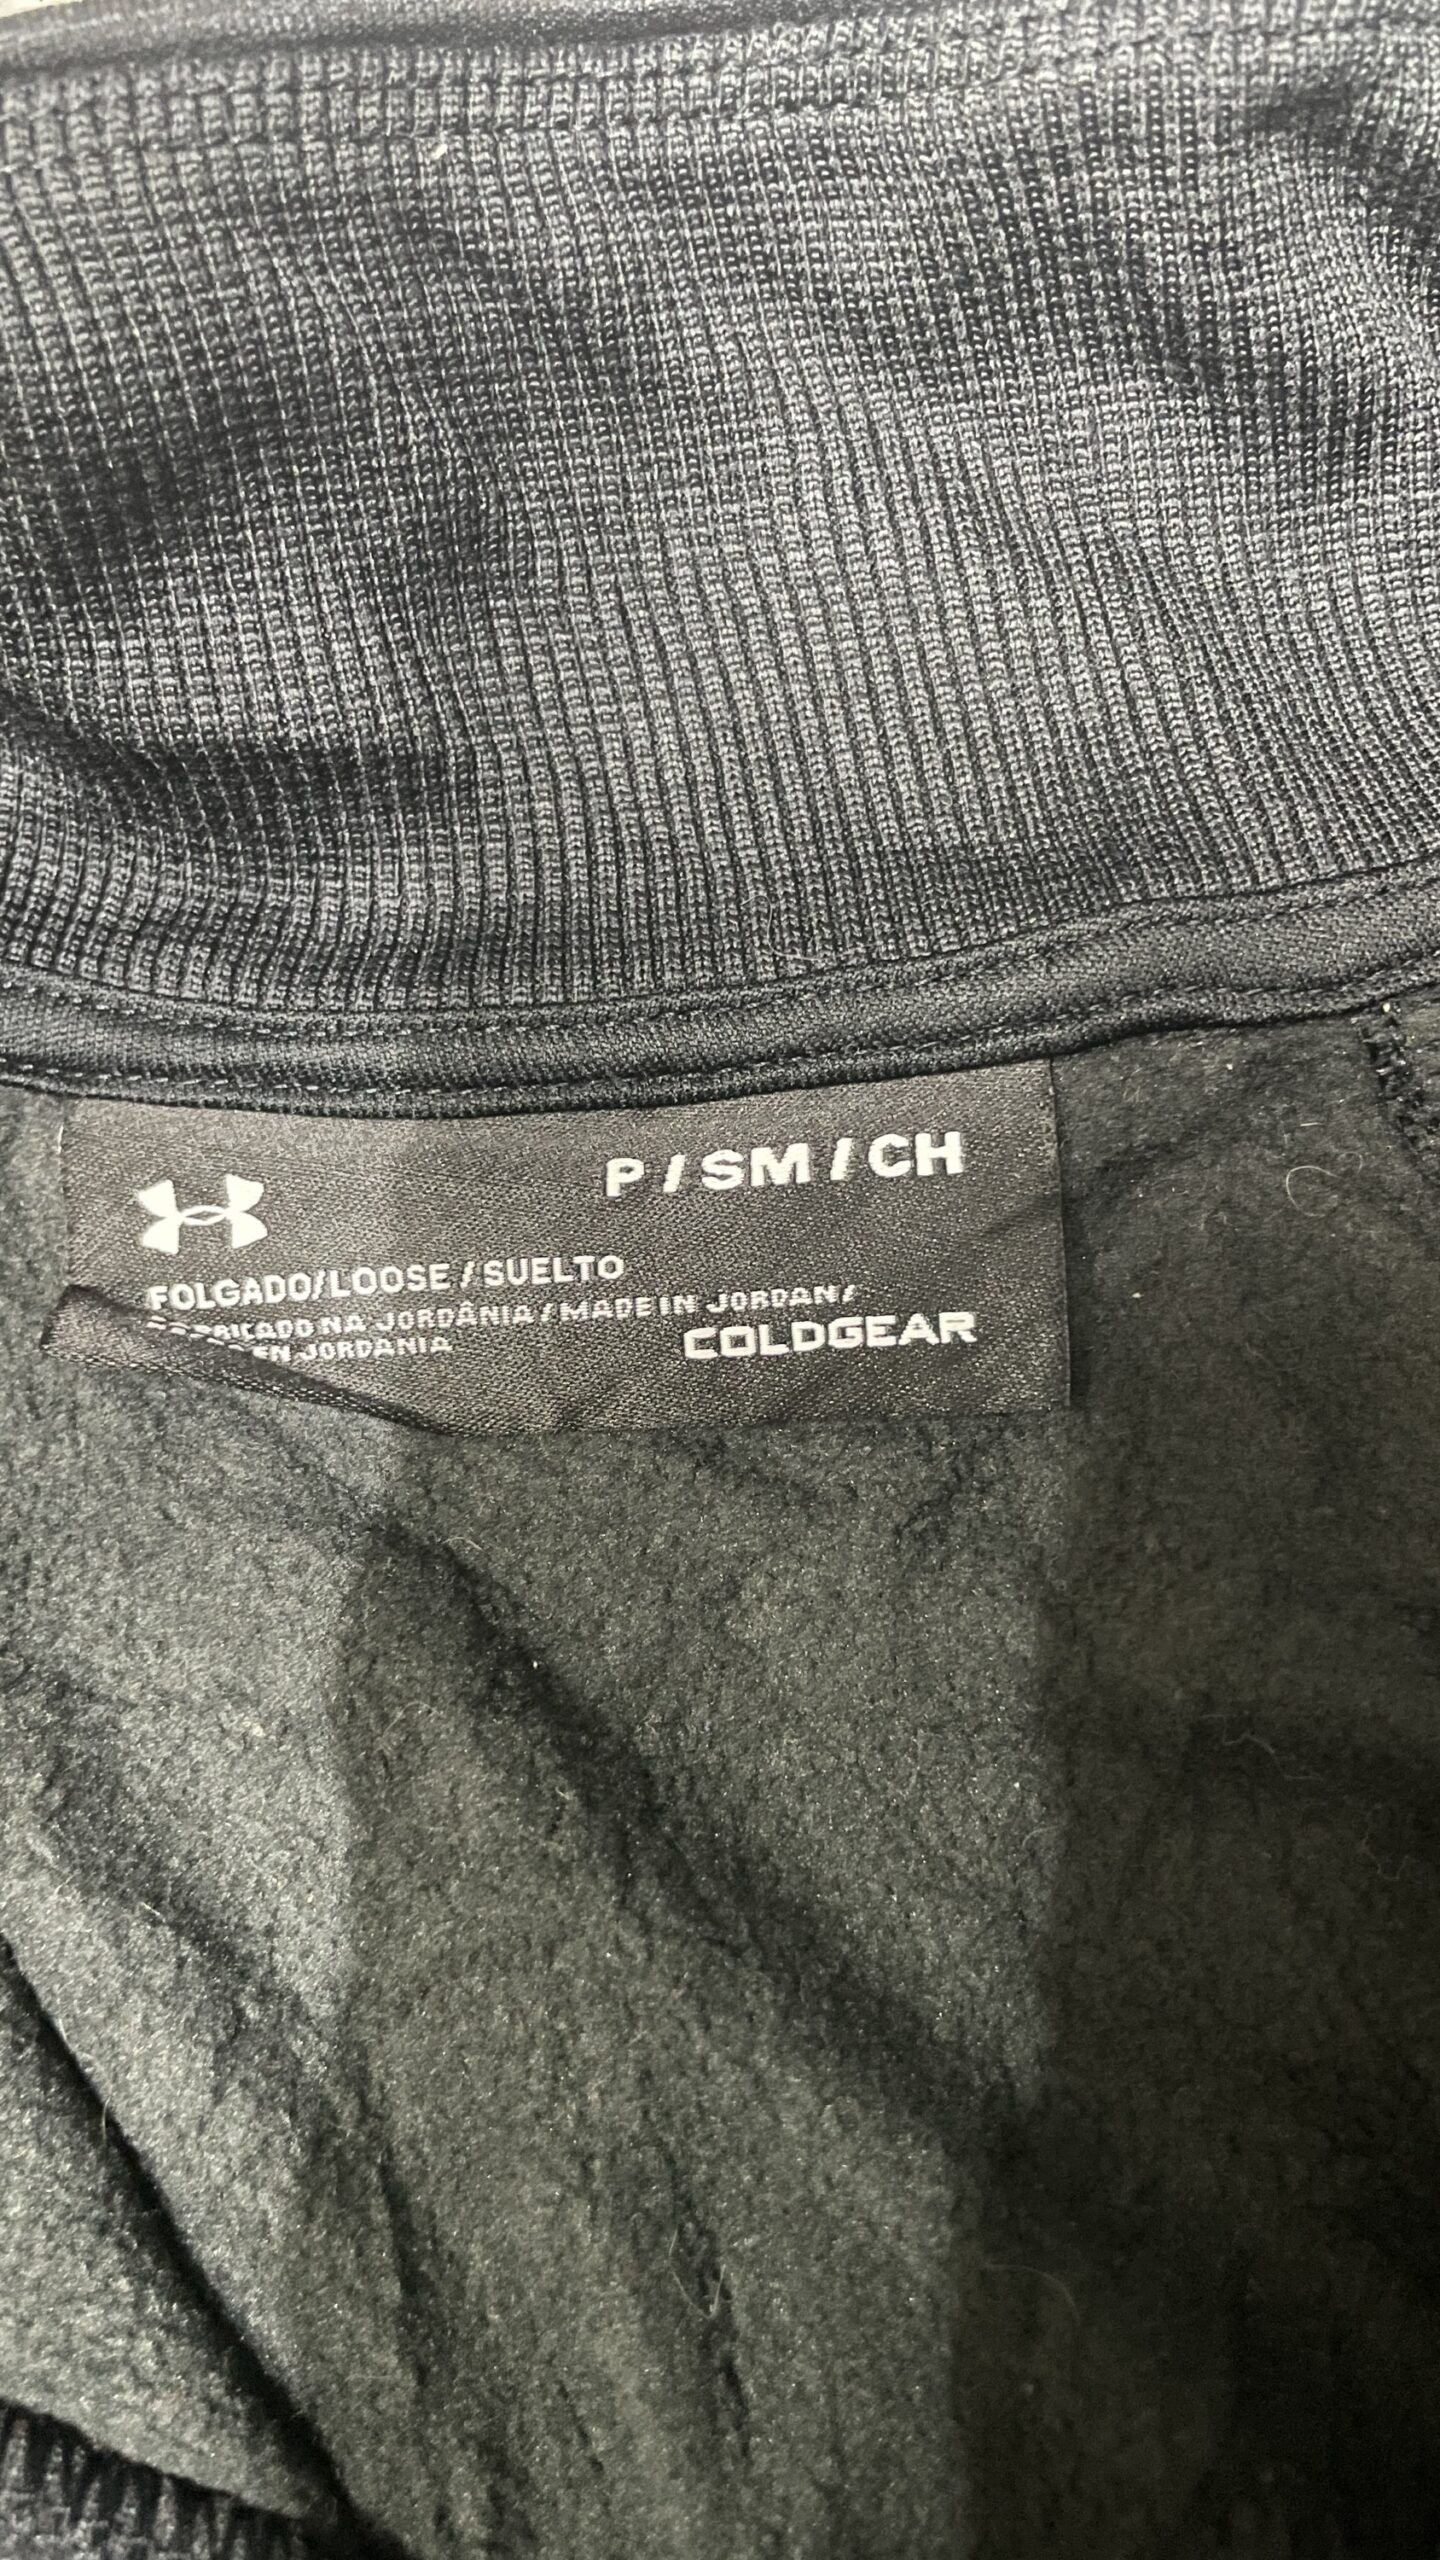 P / SM / CH
FOLGADO/LOOSE / SUELTO
NA JORDÂNIA / MADE IN JORDAN/
EN JORDANIA
COLDGEAR